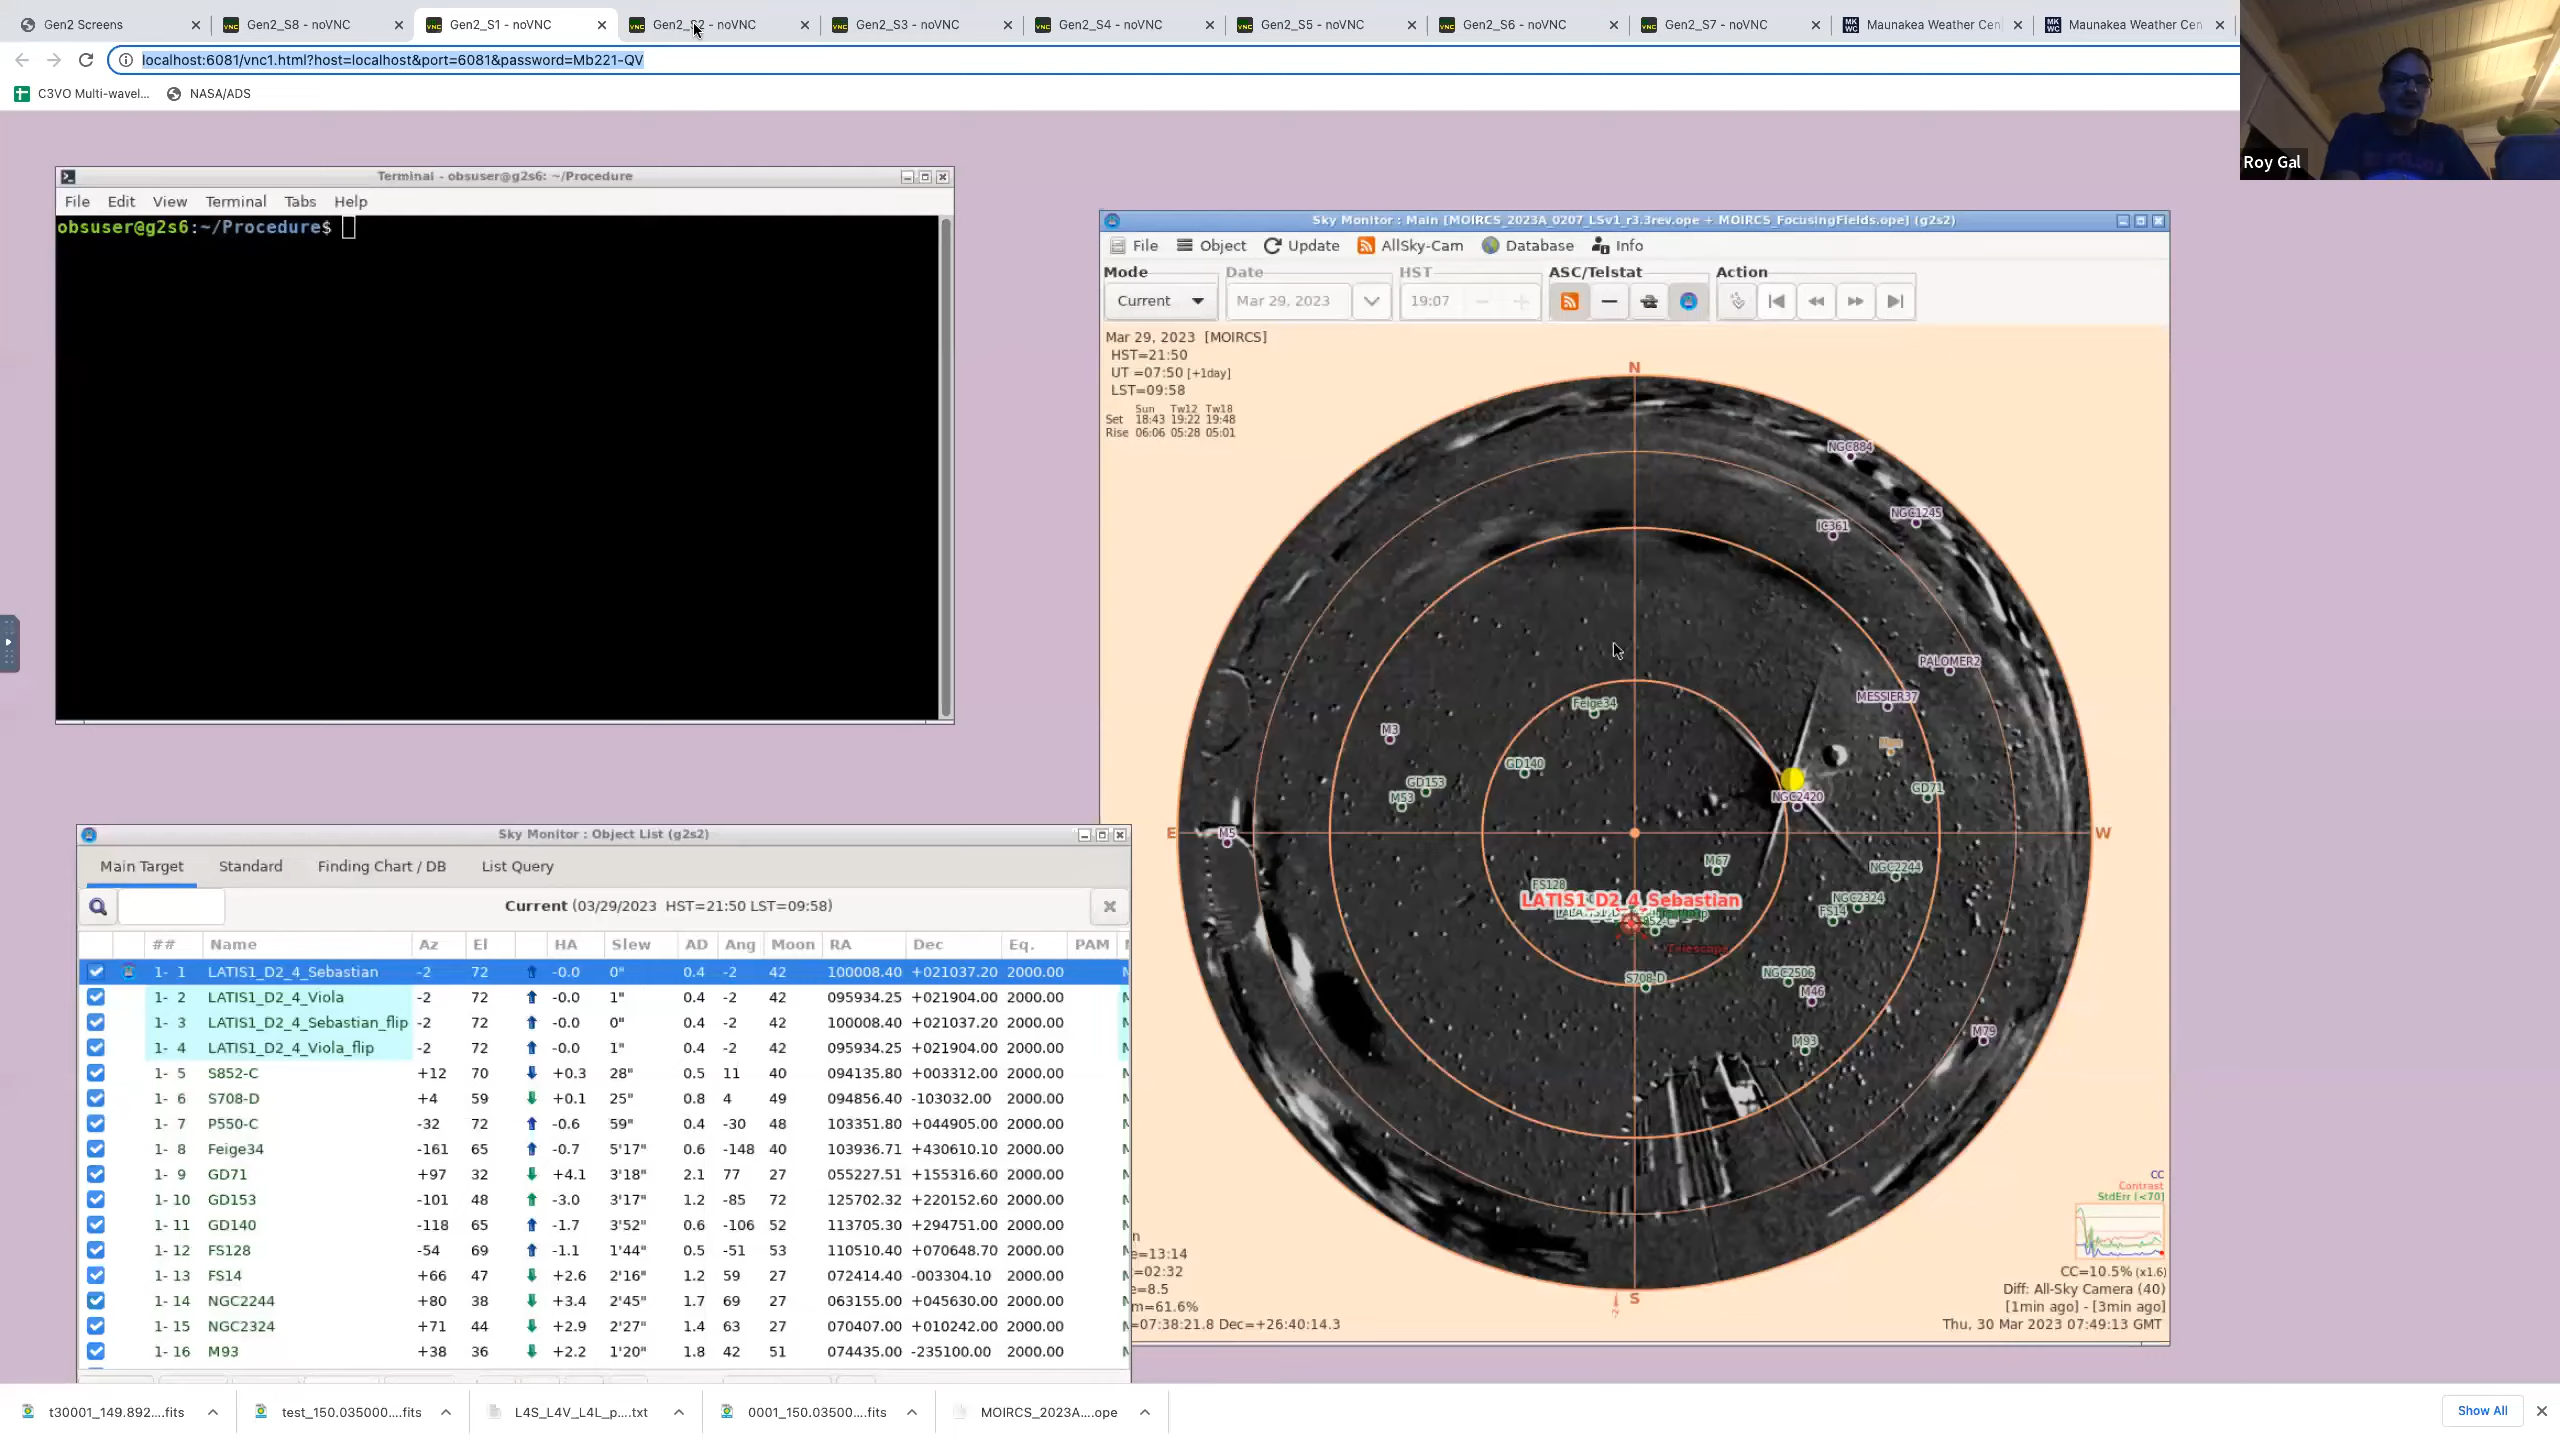 Gen2 Screens
Gen2_S8 - noVNC
Gen2_S1 - noVNC
Gen2_S2 - noVNC
Gen2_S3 - noVNC
Gen2_S4 - noVNC
Gen2_S5 - noVNC
Gen2_S6 - noVNC
Gen2_S7 - noVNC
Maunakea Weather Cen
Maunakea Weather Cen
localhost:6081/vnc1.html?host=localhost&port=6081&password=Mb221-QV
C3VO Multi-wavel...
NASA/ADS
Roy Gal
Terminal - obsuser@g2s6: ~/Procedure
File Edit View Terminal Tabs Help
obsuser@g2s6:~/Procedure$
Sky Monitor : Main [MOIRCS_2023A_0207_LSv1_r3.3rev.ope + MOIRCS_FocusingFields.ope] (g2s2)
File Object Update AllSky-Cam Database Info
Mode Date HST ASC/Telstat Action
Current Mar 29, 2023 19:07
Mar 29, 2023 [MOIRCS]
HST=21:50
UT =07:50 [+1day]
LST=09:58
Sun Tw12 Tw18
Set 18:43 19:22 19:48
Rise 06:06 05:28 05:01
N
NGC884
NGC1245
IC361
PALOMER2
MESSIER37
Feige34
M3
GD140
GD153
M53
NGC2420
GD71
E
M5
W
M67
NGC2244
FS128
LATIS1_D2_4_Sebastian
NGC2324
FS14
Telescope
S708-D
NGC2506
M46
M79
M93
S
CC
Contrast
StdErr (<70)
CC=10.5% (x1.6)
Diff: All-Sky Camera (40)
[1min ago] - [3min ago]
Thu, 30 Mar 2023 07:49:13 GMT
n
e=13:14
=02:32
e=8.5
m=61.6%
=07:38:21.8 Dec=+26:40:14.3
Sky Monitor : Object List (g2s2)
Main Target Standard Finding Chart / DB List Query
Current (03/29/2023 HST=21:50 LST=09:58)
## Name Az El HA Slew AD Ang Moon RA Dec Eq. PAM
1- 1 LATIS1_D2_4_Sebastian -2 72 -0.0 0" 0.4 -2 42 100008.40 +021037.20 2000.00
1- 2 LATIS1_D2_4_Viola -2 72 -0.0 1" 0.4 -2 42 095934.25 +021904.00 2000.00
1- 3 LATIS1_D2_4_Sebastian_flip -2 72 -0.0 0" 0.4 -2 42 100008.40 +021037.20 2000.00
1- 4 LATIS1_D2_4_Viola_flip -2 72 -0.0 1" 0.4 -2 42 095934.25 +021904.00 2000.00
1- 5 S852-C +12 70 +0.3 28" 0.5 11 40 094135.80 +003312.00 2000.00
1- 6 S708-D +4 59 +0.1 25" 0.8 4 49 094856.40 -103032.00 2000.00
1- 7 P550-C -32 72 -0.6 59" 0.4 -30 48 103351.80 +044905.00 2000.00
1- 8 Feige34 -161 65 -0.7 5'17" 0.6 -148 40 103936.71 +430610.10 2000.00
1- 9 GD71 +97 32 +4.1 3'18" 2.1 77 27 055227.51 +155316.60 2000.00
1- 10 GD153 -101 48 -3.0 3'17" 1.2 -85 72 125702.32 +220152.60 2000.00
1- 11 GD140 -118 65 -1.7 3'52" 0.6 -106 52 113705.30 +294751.00 2000.00
1- 12 FS128 -54 69 -1.1 1'44" 0.5 -51 53 110510.40 +070648.70 2000.00
1- 13 FS14 +66 47 +2.6 2'16" 1.2 59 27 072414.40 -003304.10 2000.00
1- 14 NGC2244 +80 38 +3.4 2'45" 1.7 69 27 063155.00 +045630.00 2000.00
1- 15 NGC2324 +71 44 +2.9 2'27" 1.4 63 27 070407.00 +010242.00 2000.00
1- 16 M93 +38 36 +2.2 1'20" 1.8 42 51 074435.00 -235100.00 2000.00
t30001_149.892....fits
test_150.035000....fits
L4S_L4V_L4L_p....txt
0001_150.03500....fits
MOIRCS_2023A....ope
Show All